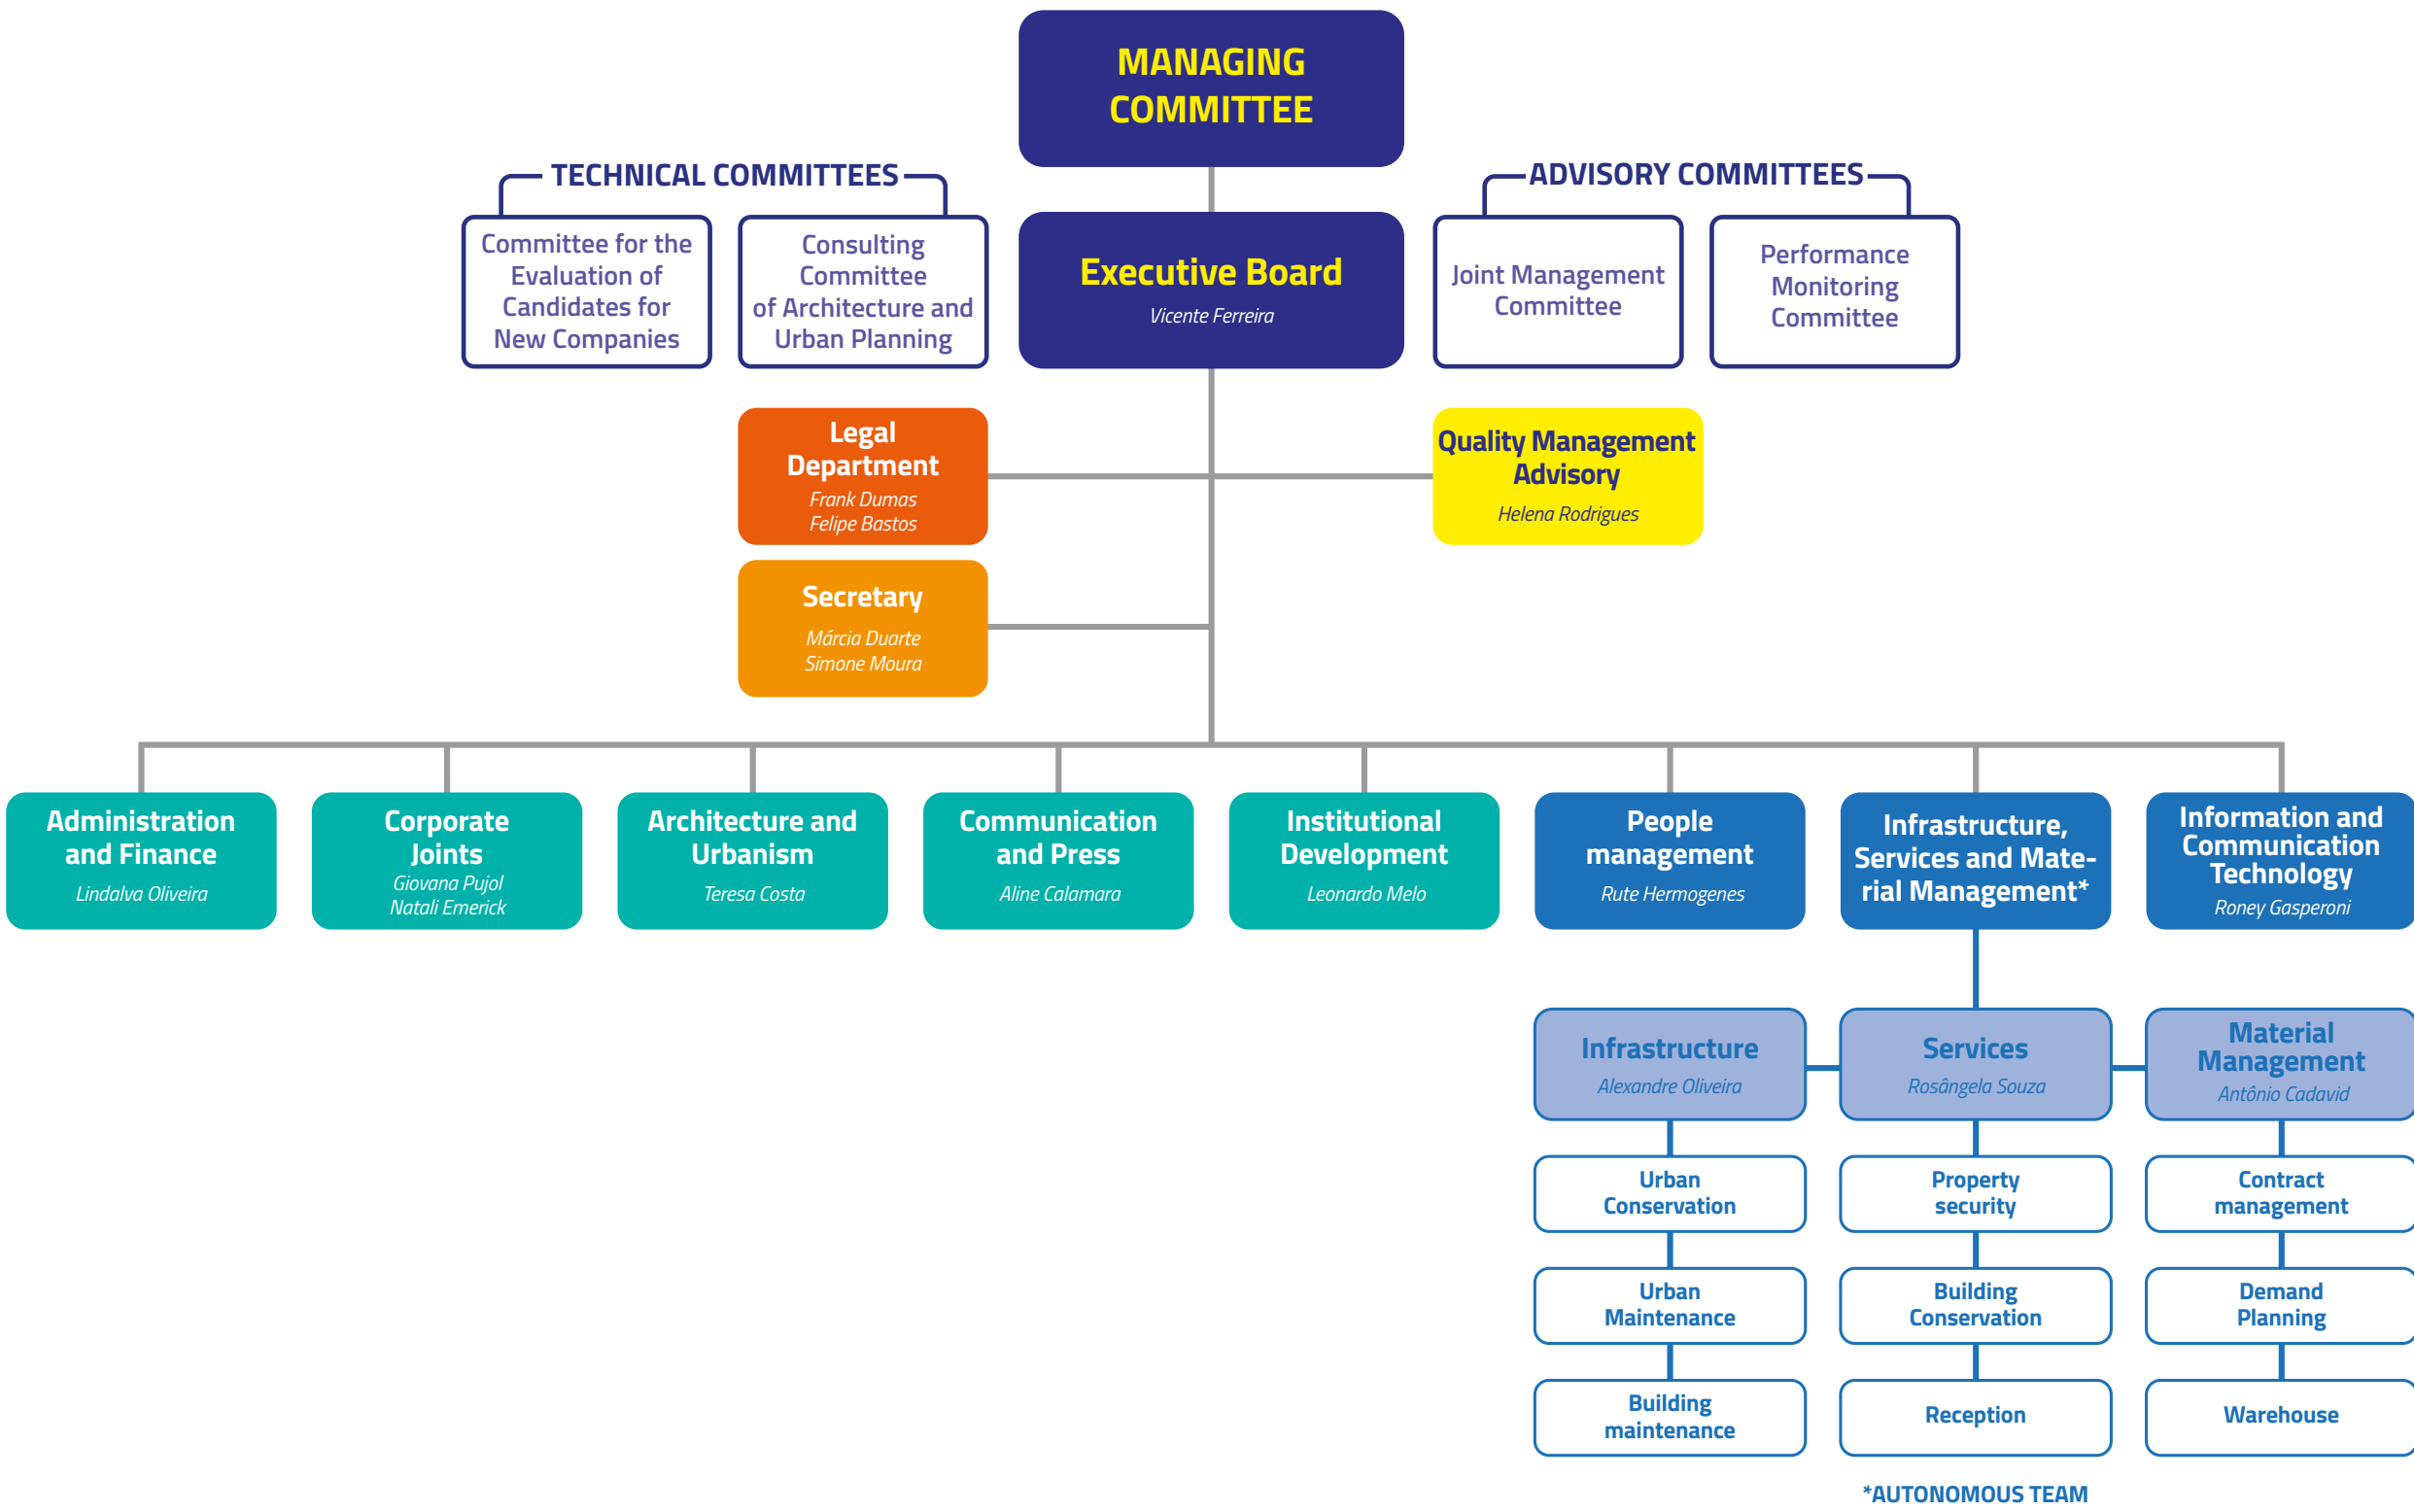 MANAGING
COMMITTEE
TECHNICAL COMMITTEES
ADVISORY COMMITTEES
Committee for the
Evaluation of
Candidates for
New Companies
Consulting
Committee
of Architecture and
Urban Planning
Executive Board
Vicente Ferreira
Joint Management
Committee
Performance
Monitoring
Committee
Legal
Department
Frank Dumas
Felipe Bastos
Quality Management
Advisory
Helena Rodrigues
Secretary
Márcia Duarte
Simone Moura
Administration
and Finance
Lindalva Oliveira
Corporate
Joints
Giovana Pujol
Natali Emerick
Architecture and
Urbanism
Teresa Costa
Communication
and Press
Aline Calamara
Institutional
Development
Leonardo Melo
People
management
Rute Hermogenes
Infrastructure,
Services and Mate-
rial Management*
Information and
Communication
Technology
Roney Gasperoni
Infrastructure
Alexandre Oliveira
Services
Rosângela Souza
Material
Management
Antônio Cadavid
Urban
Conservation
Property
security
Contract
management
Urban
Maintenance
Building
Conservation
Demand
Planning
Building
maintenance
Reception
Warehouse
*AUTONOMOUS TEAM